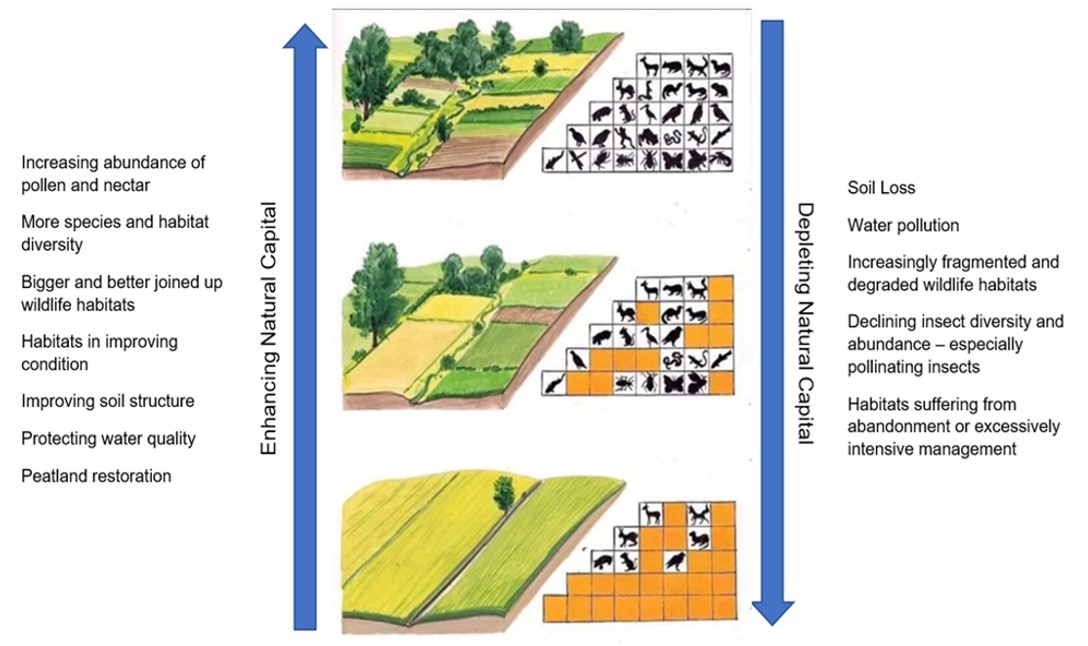 Increasing abundance of
pollen and nectar
More species and habitat
diversity
Bigger and better joined up
wildlife habitats
Habitats in improving
condition
Improving soil structure
Protecting water quality
Peatland restoration
Enhancing Natural Capital
Depleting Natural Capital
Soil Loss
Water pollution
Increasingly fragmented and
degraded wildlife habitats
Declining insect diversity and
abundance – especially
pollinating insects
Habitats suffering from
abandonment or excessively
intensive management